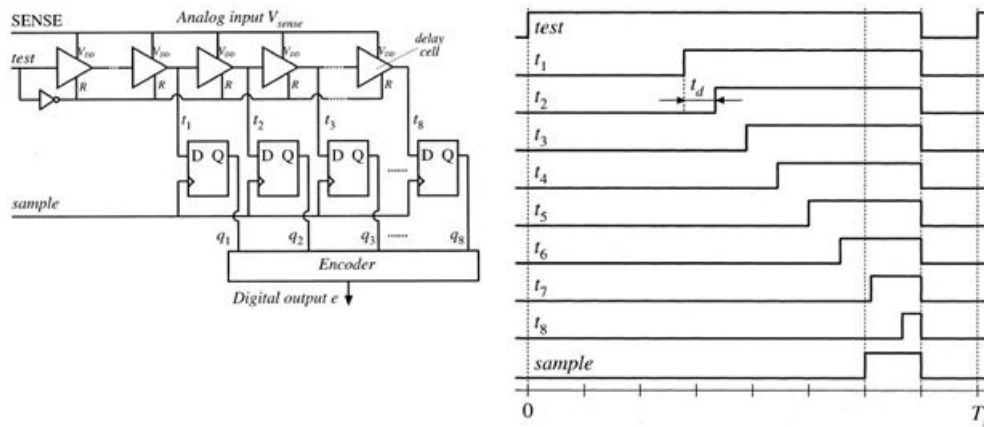 SENSE
Analog input V_sense
test
V_DD V_DD V_DD V_DD V_DD
delay cell
R R R R R
t_1 t_2 t_3 t_8
D Q D Q D Q D Q
sample
q_1 q_2 q_3 ...... q_8
Encoder
Digital output e
test
t_1
t_d
t_2
t_3
t_4
t_5
t_6
t_7
t_8
sample
0